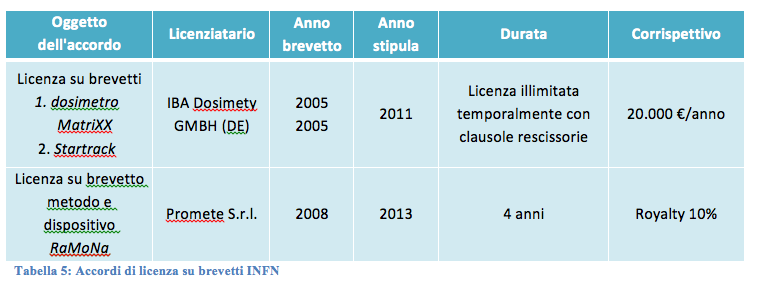 Oggetto dell'accordo Licenziatario Anno brevetto Anno stipula Durata Corrispettivo
Licenza su brevetti
1. dosimetro
MatriXX
2. Startrack
IBA Dosimety
GMBH (DE)
2005
2005
2011
Licenza illimitata
temporalmente con
clausole rescissorie
20.000 €/anno
Licenza su brevetto
metodo e
dispositivo
RaMoNa
Promete S.r.l.
2008
2013
4 anni
Royalty 10%
Tabella 5: Accordi di licenza su brevetti INFN